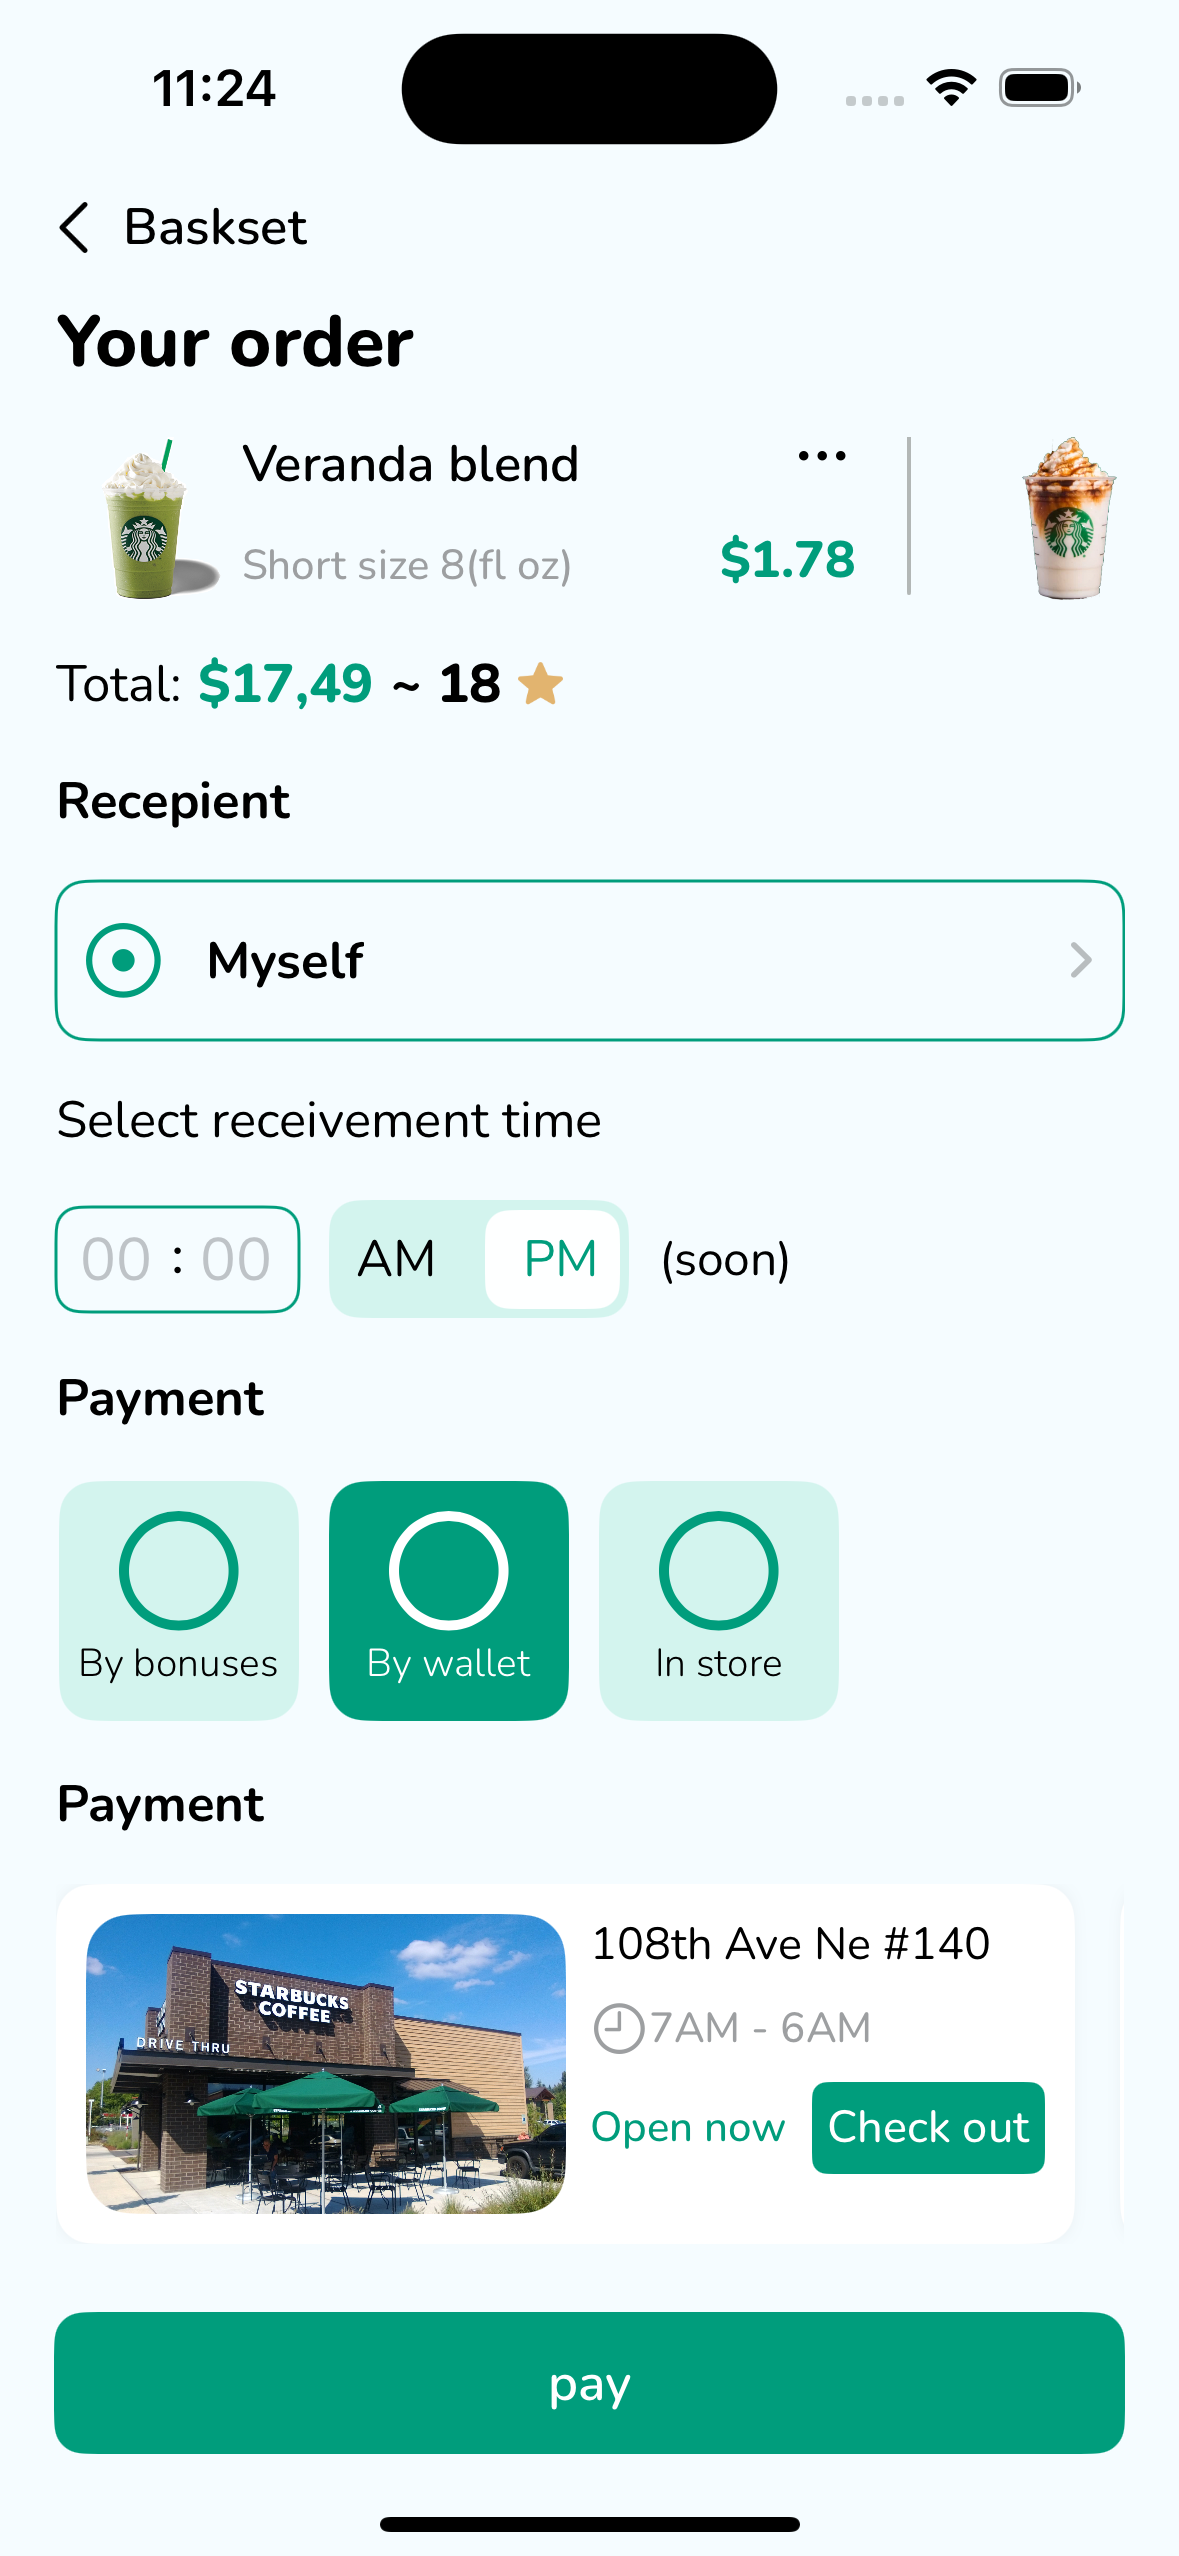 11:24
Baskset
Your order
Veranda blend ...
Short size 8(fl oz) $1.78
Total: $17,49 ~ 18
Recepient
Myself
Select receivement time
00 : 00 AM PM (soon)
Payment
By bonuses By wallet In store
Payment
108th Ave Ne #140
STARBUCKS
COFFEE
DRIVE THRU
7AM - 6AM
Open now Check out
pay